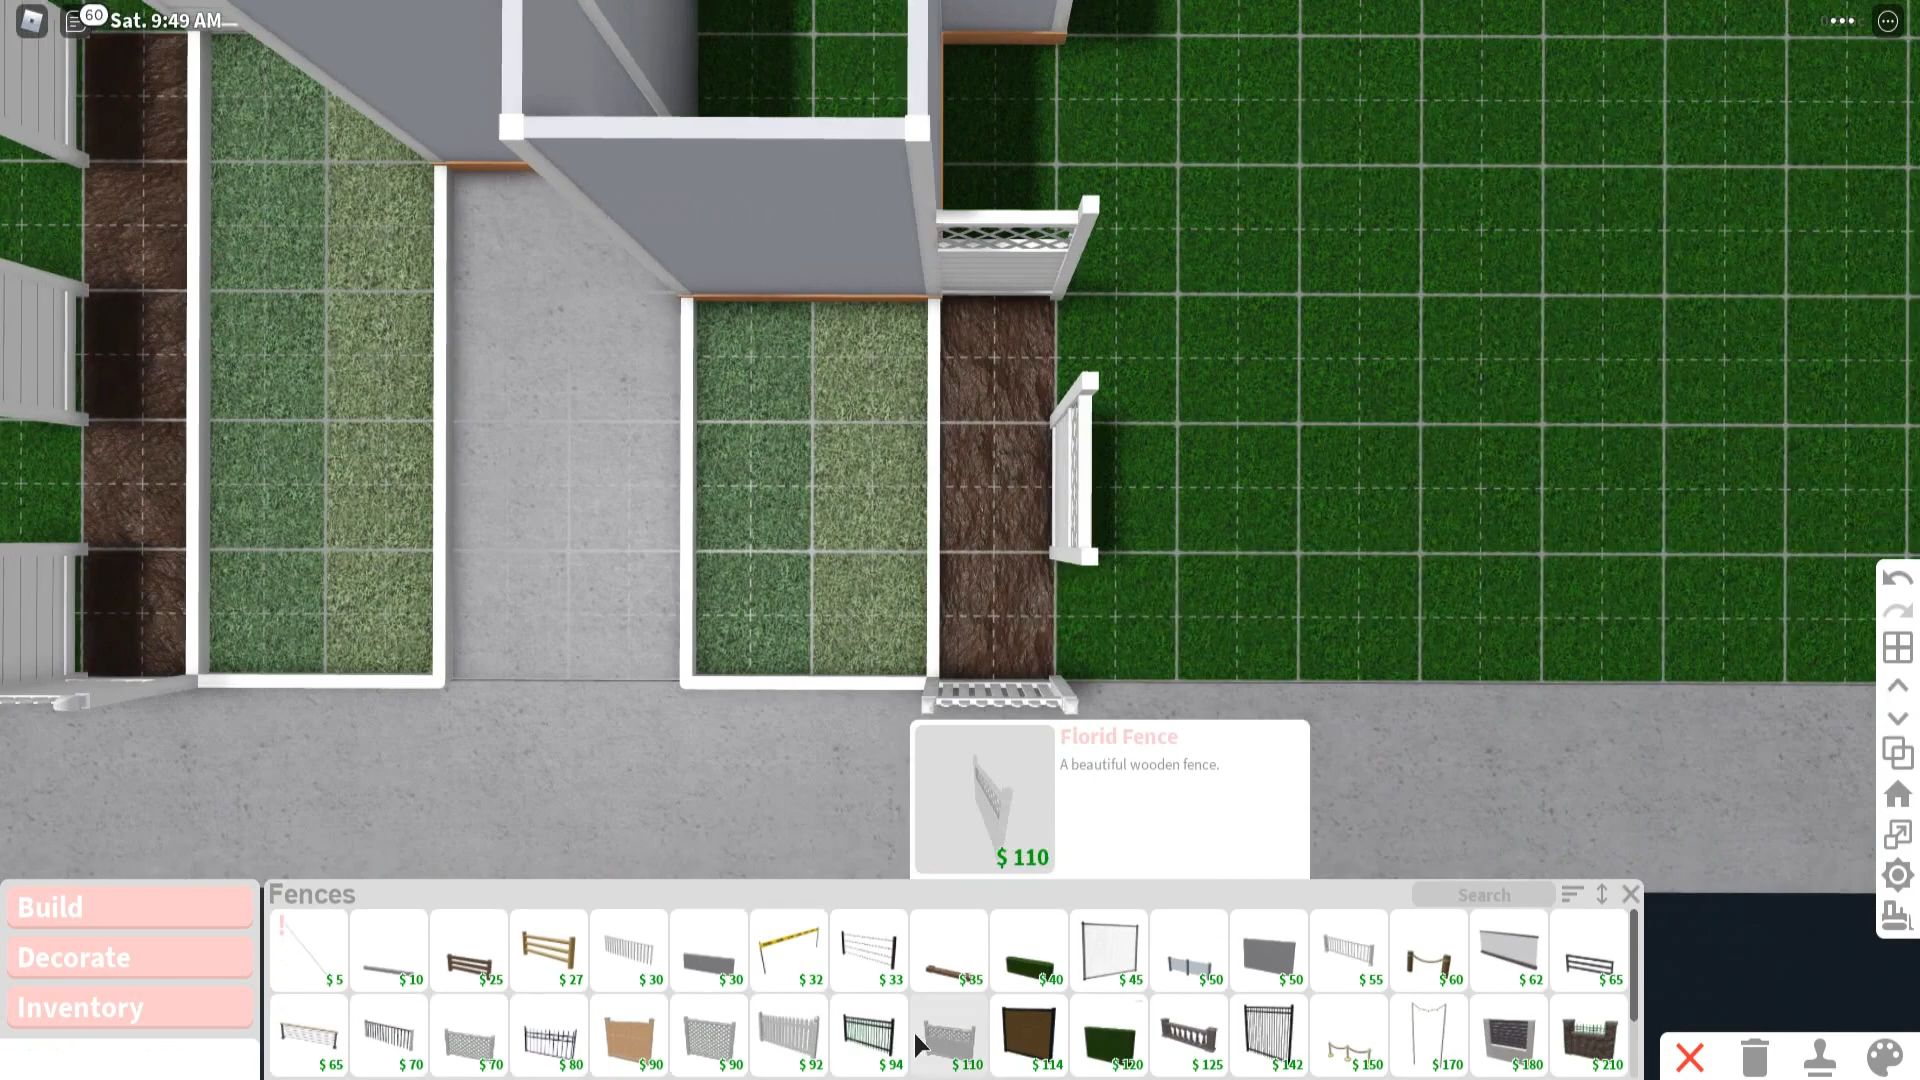 60 Sat. 9:49 AM
Florid Fence
A beautiful wooden fence.
$ 110
Build
Decorate
Inventory
Fences
Search
$ 5 $ 10 $ 25 $ 27 $ 30 $ 30 $ 32 $ 33 $ 35 $ 40 $ 45 $ 50 $ 50 $ 55 $ 60 $ 62 $ 65
$ 65 $ 70 $ 70 $ 80 $ 90 $ 90 $ 92 $ 94 $ 110 $ 114 $ 120 $ 125 $ 142 $ 150 $ 170 $ 180 $ 210